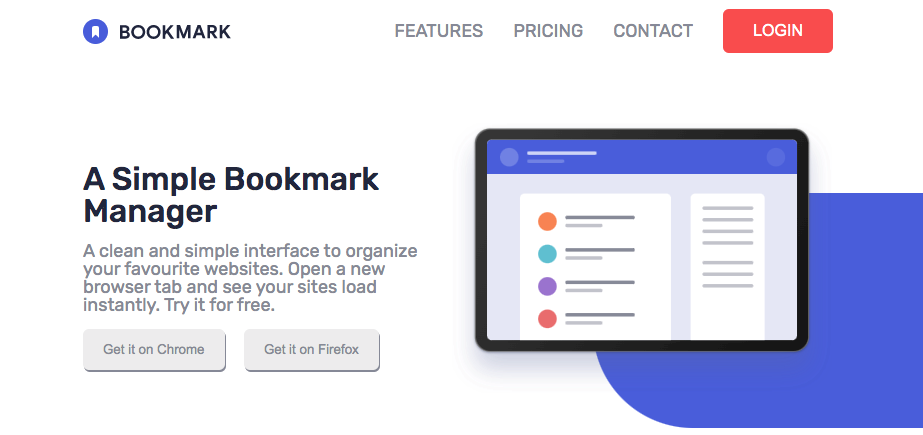 BOOKMARK
FEATURES
PRICING
CONTACT
LOGIN
A Simple Bookmark
Manager
A clean and simple interface to organize
your favourite websites. Open a new
browser tab and see your sites load
instantly. Try it for free.
Get it on Chrome
Get it on Firefox